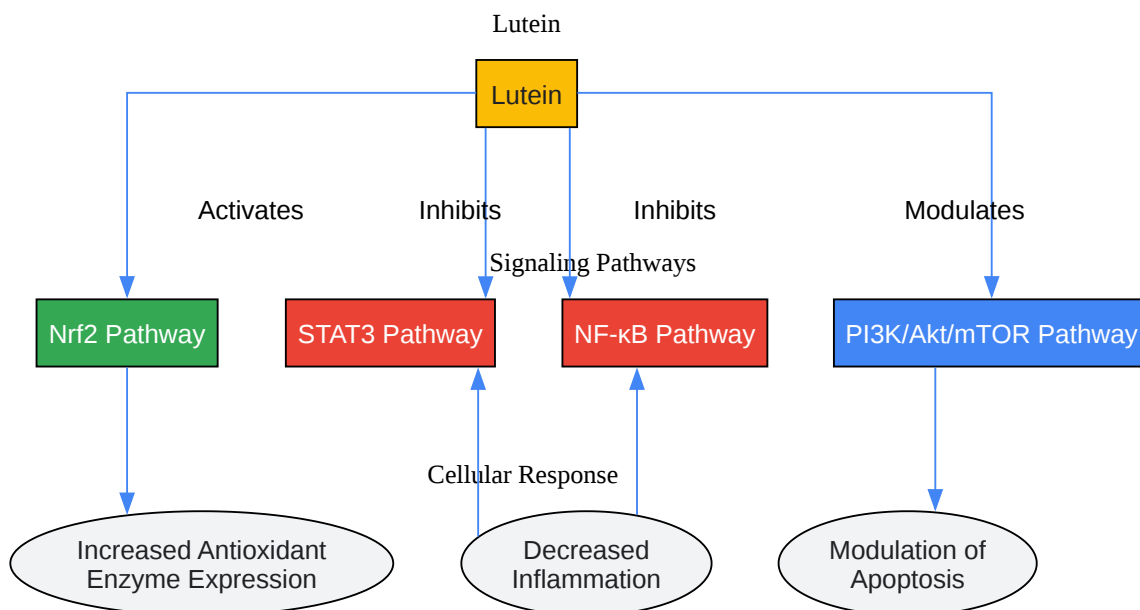 Lutein
Lutein
Activates
Inhibits
Inhibits
Modulates
Signaling Pathways
Nrf2 Pathway
STAT3 Pathway
NF-κB Pathway
PI3K/Akt/mTOR Pathway
Cellular Response
Increased Antioxidant
Enzyme Expression
Decreased
Inflammation
Modulation of
Apoptosis